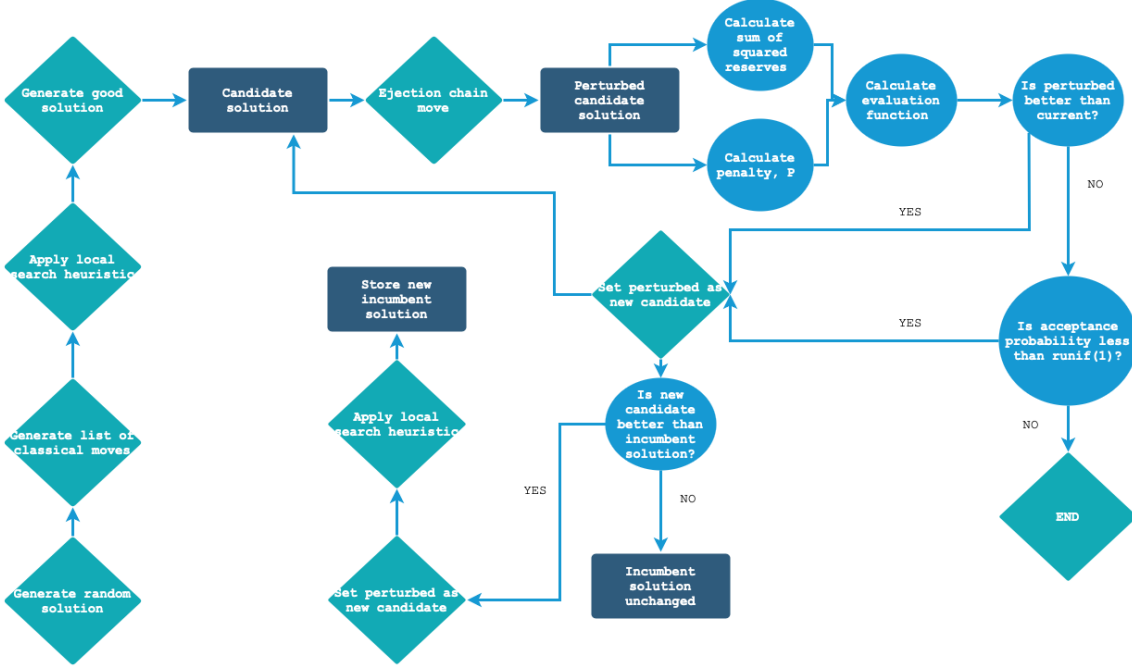 Generate good
solution
Candidate
solution
Ejection chain
move
Perturbed
candidate
solution
Calculate
sum of
squared
reserves
Calculate
penalty, P
Calculate
evaluation
function
Is perturbed
better than
current?
NO
YES
Apply local
search heuristic
Store new
incumbent
solution
Set perturbed as
new candidate
YES
Is acceptance
probability less
than runif(1)?
NO
Generate list of
classical moves
Apply local
search heuristic
Is new
candidate
better than
incumbent
solution?
YES
NO
END
Generate random
solution
Set perturbed as
new candidate
Incumbent
solution
unchanged